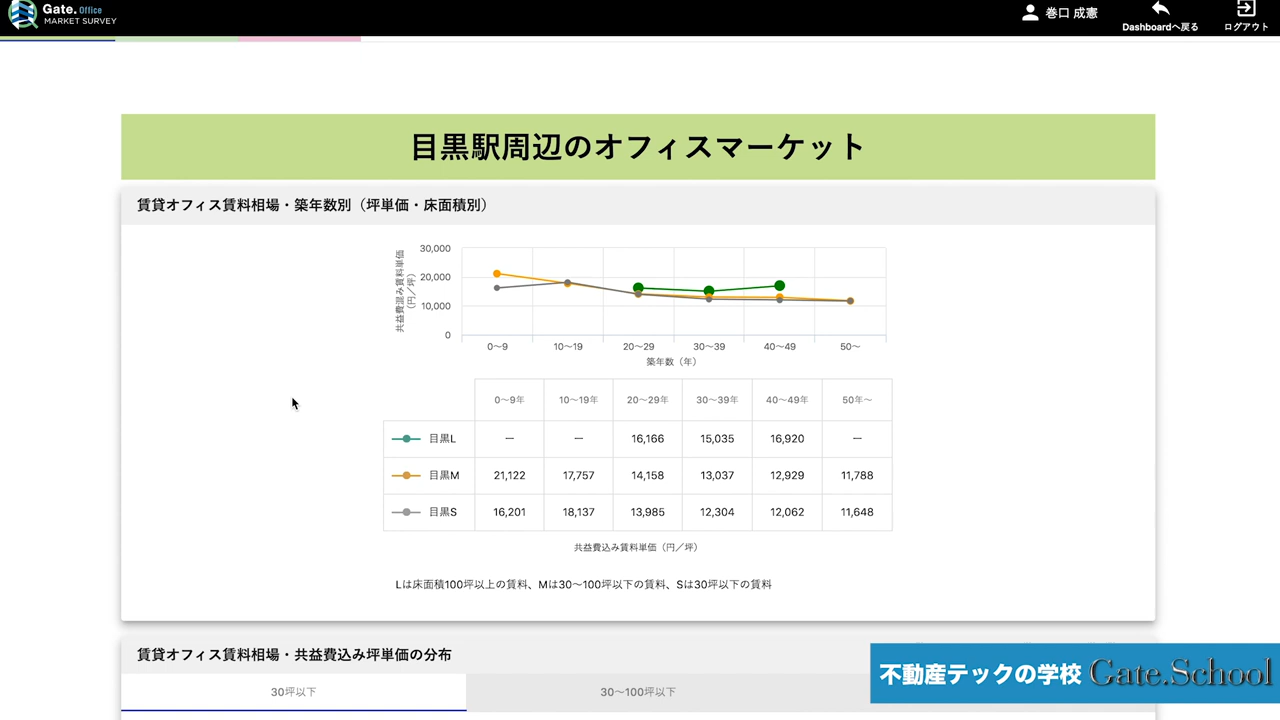 Gate. Office
MARKET SURVEY
巻口 成憲
Dashboardへ戻る
ログアウト
目黒駅周辺のオフィスマーケット
賃貸オフィス賃料相場・築年数別（坪単価・床面積別）
共益費混み賃料単価
（円／坪）
30,000
20,000
10,000
0
0〜9 10〜19 20〜29 30〜39 40〜49 50〜
築年数（年）
0〜9年 10〜19年 20〜29年 30〜39年 40〜49年 50年〜
目黒L ー ー 16,166 15,035 16,920 ー
目黒M 21,122 17,757 14,158 13,037 12,929 11,788
目黒S 16,201 18,137 13,985 12,304 12,062 11,648
共益費込み賃料単価（円／坪）
Lは床面積100坪以上の賃料、Mは30〜100坪以下の賃料、Sは30坪以下の賃料
賃貸オフィス賃料相場・共益費込み坪単価の分布
30坪以下 30〜100坪以下
不動産テックの学校 Gate.School